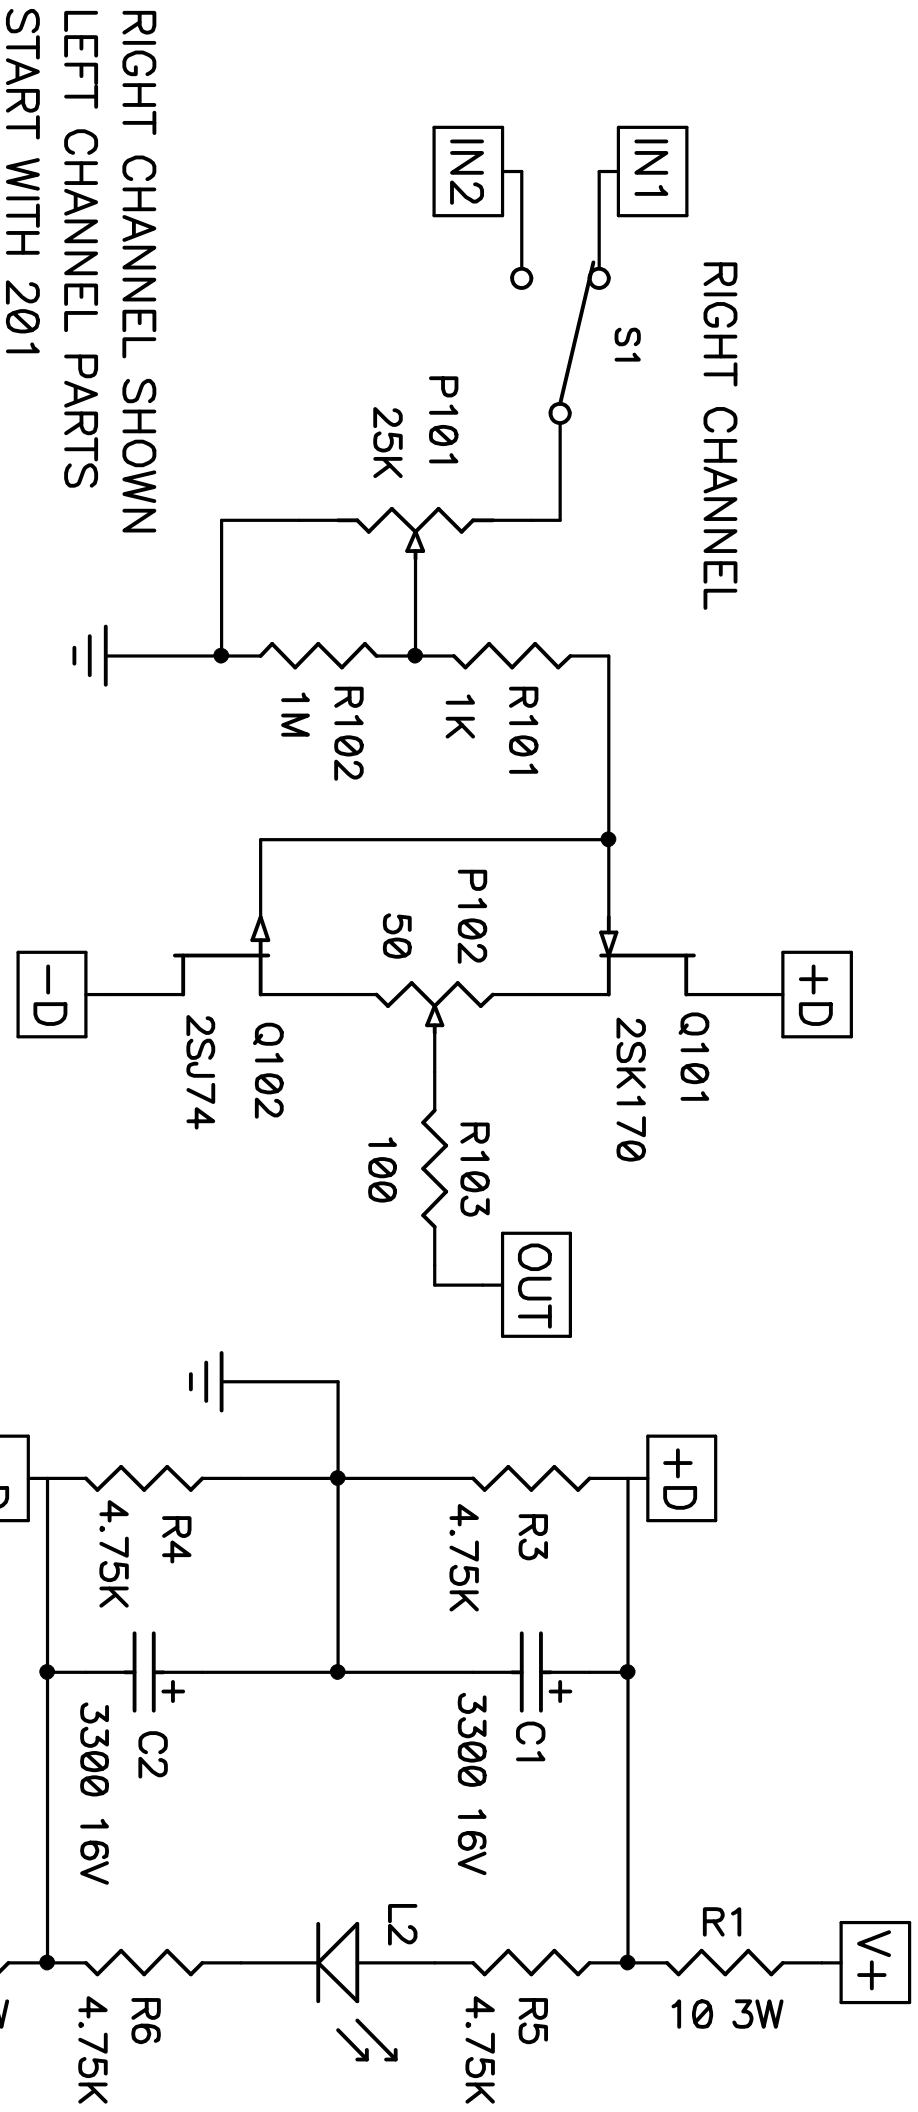 RIGHT CHANNEL
IN1
IN2
S1
P101
25K
R101
1K
R102
1M
+D
Q101
2SK170
P102
50
Q102
2SJ74
-D
R103
100
OUT
RIGHT CHANNEL SHOWN
LEFT CHANNEL PARTS
START WITH 201
+D
R3
4.75K
R4
4.75K
+
C1
3300 16V
+
C2
3300 16V
V+
R1
10 3W
R5
4.75K
L2
R6
4.75K